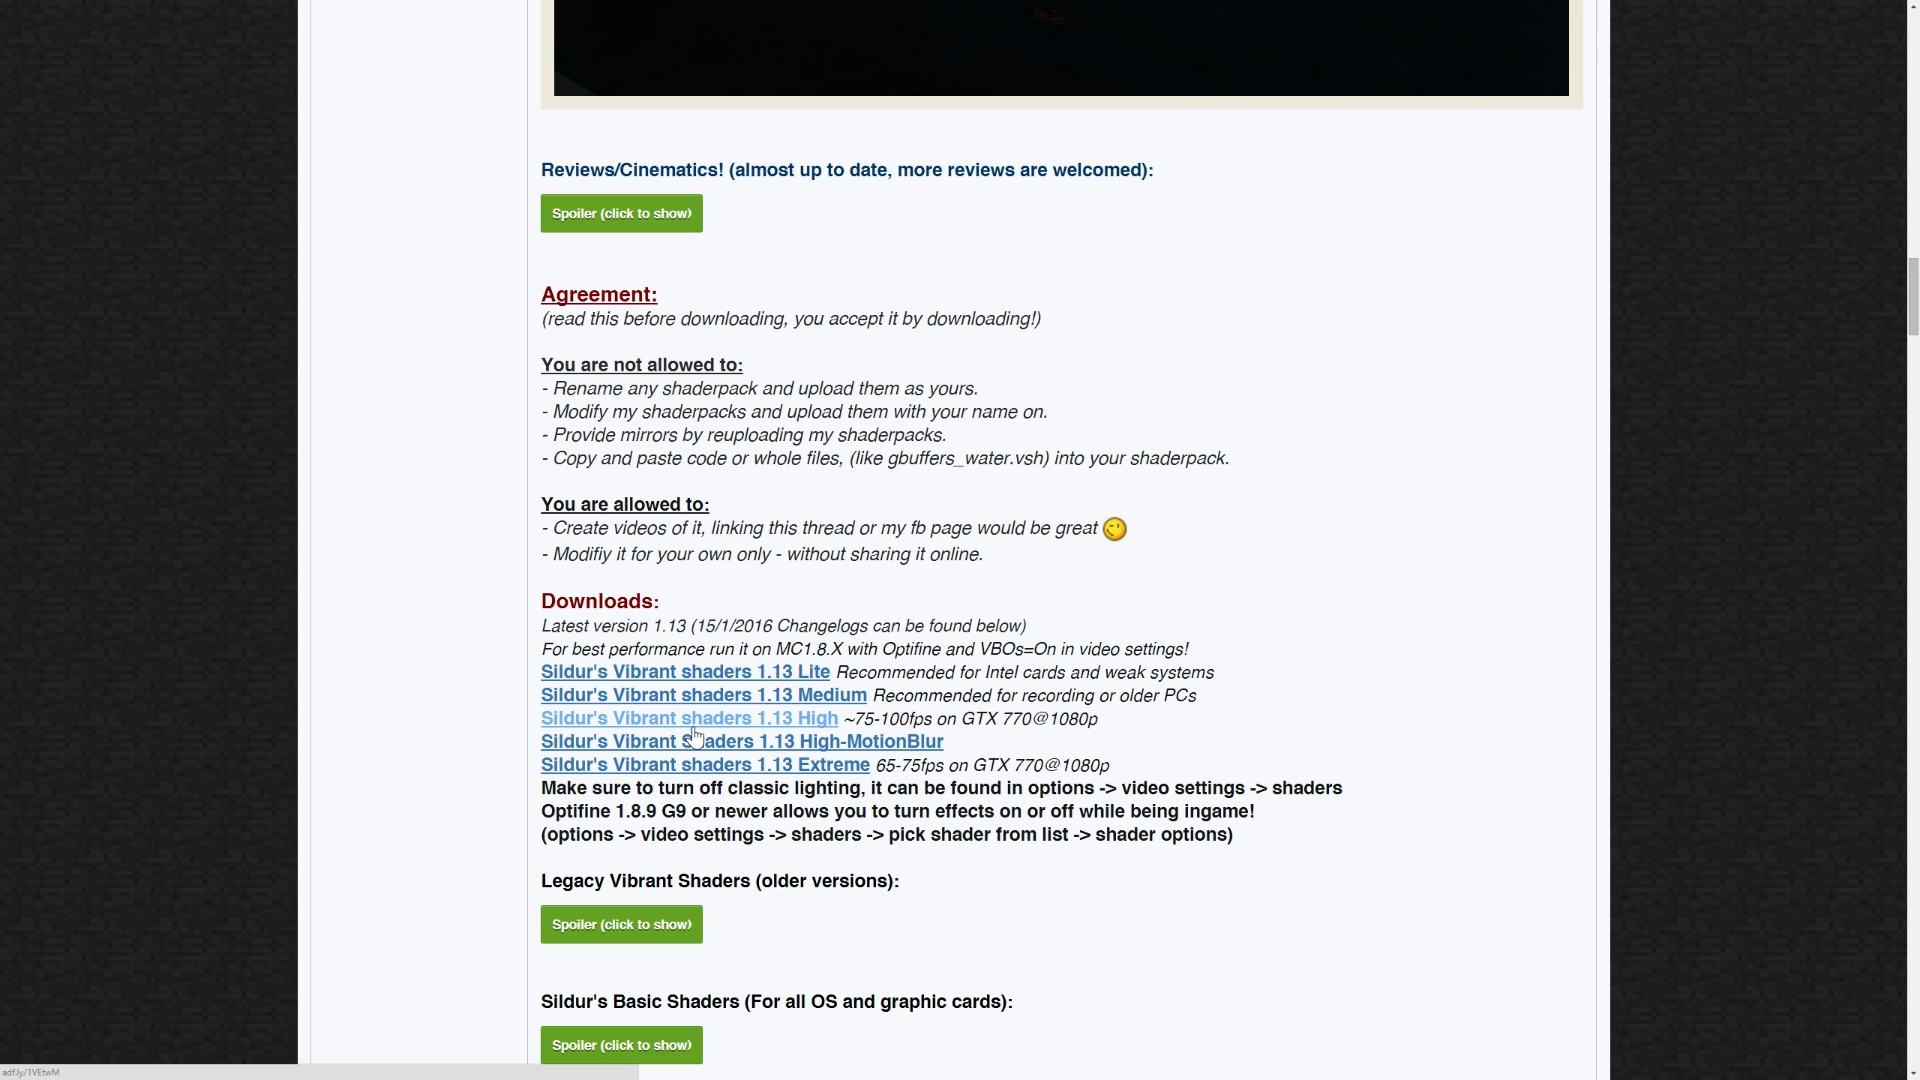 Reviews/Cinematics! (almost up to date, more reviews are welcomed):
Spoiler (click to show)
Agreement:
(read this before downloading, you accept it by downloading!)
You are not allowed to:
- Rename any shaderpack and upload them as yours.
- Modify my shaderpacks and upload them with your name on.
- Provide mirrors by reuploading my shaderpacks.
- Copy and paste code or whole files, (like gbuffers_water.vsh) into your shaderpack.
You are allowed to:
- Create videos of it, linking this thread or my fb page would be great
- Modifiy it for your own only - without sharing it online.
Downloads:
Latest version 1.13 (15/1/2016 Changelogs can be found below)
For best performance run it on MC1.8.X with Optifine and VBOs=On in video settings!
Sildur's Vibrant shaders 1.13 Lite Recommended for Intel cards and weak systems
Sildur's Vibrant shaders 1.13 Medium Recommended for recording or older PCs
Sildur's Vibrant shaders 1.13 High ~75-100fps on GTX 770@1080p
Sildur's Vibrant Shaders 1.13 High-MotionBlur
Sildur's Vibrant shaders 1.13 Extreme 65-75fps on GTX 770@1080p
Make sure to turn off classic lighting, it can be found in options -> video settings -> shaders
Optifine 1.8.9 G9 or newer allows you to turn effects on or off while being ingame!
(options -> video settings -> shaders -> pick shader from list -> shader options)
Legacy Vibrant Shaders (older versions):
Spoiler (click to show)
Sildur's Basic Shaders (For all OS and graphic cards):
Spoiler (click to show)
adf.ly/1VEtwM